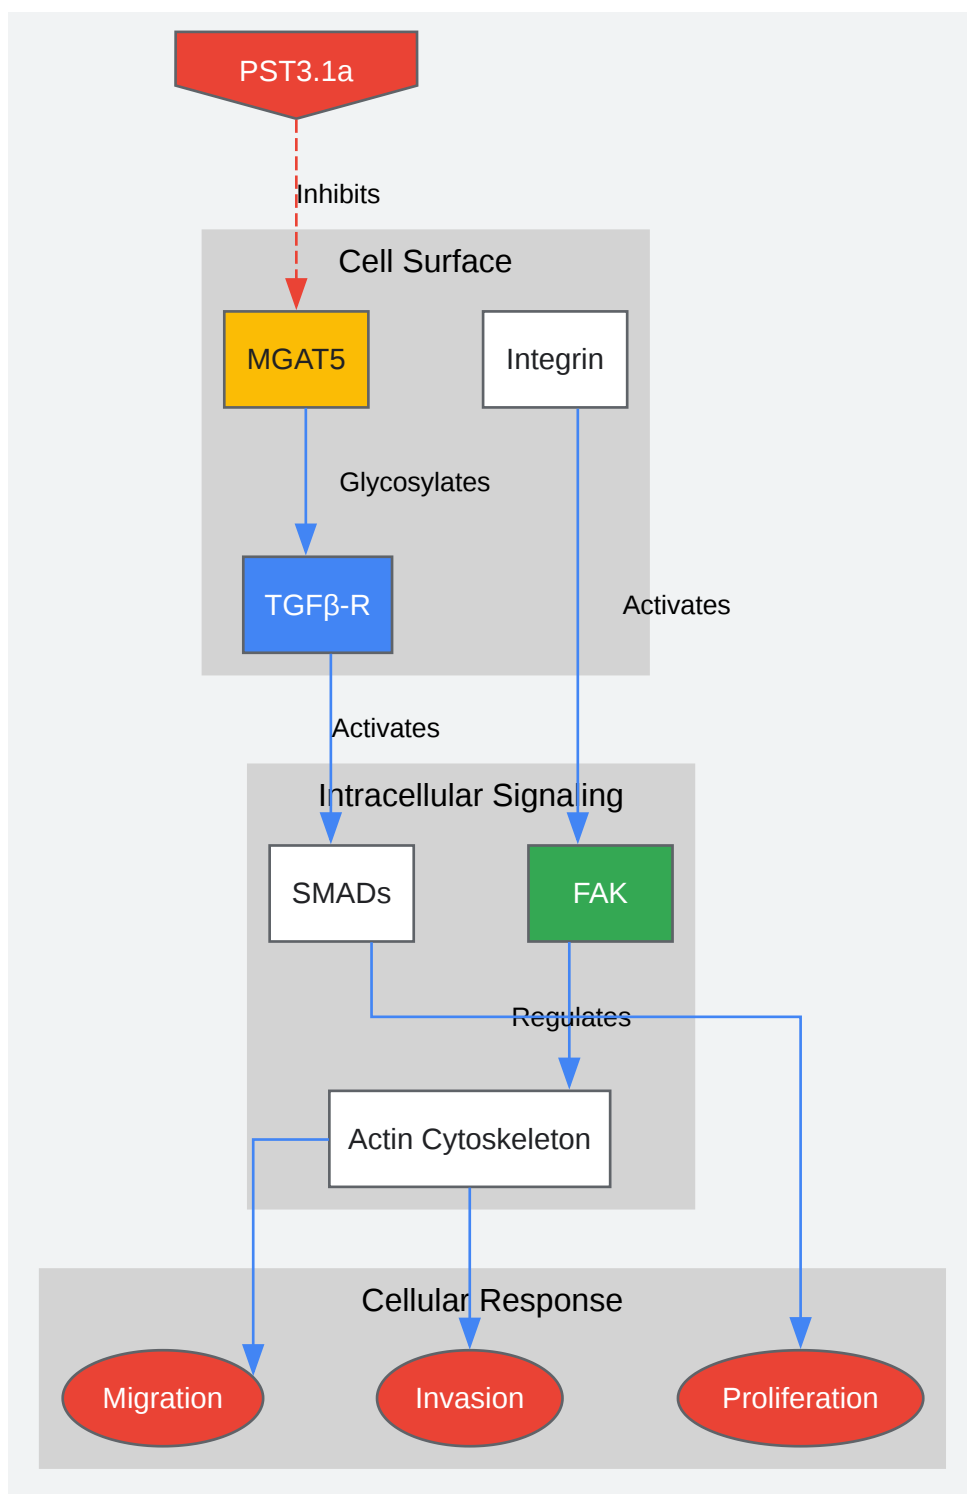 PST3.1a
Inhibits
Cell Surface
MGAT5
Integrin
Glycosylates
TGFβ-R
Activates
Activates
Intracellular Signaling
SMADs
FAK
Regulates
Actin Cytoskeleton
Cellular Response
Migration
Invasion
Proliferation